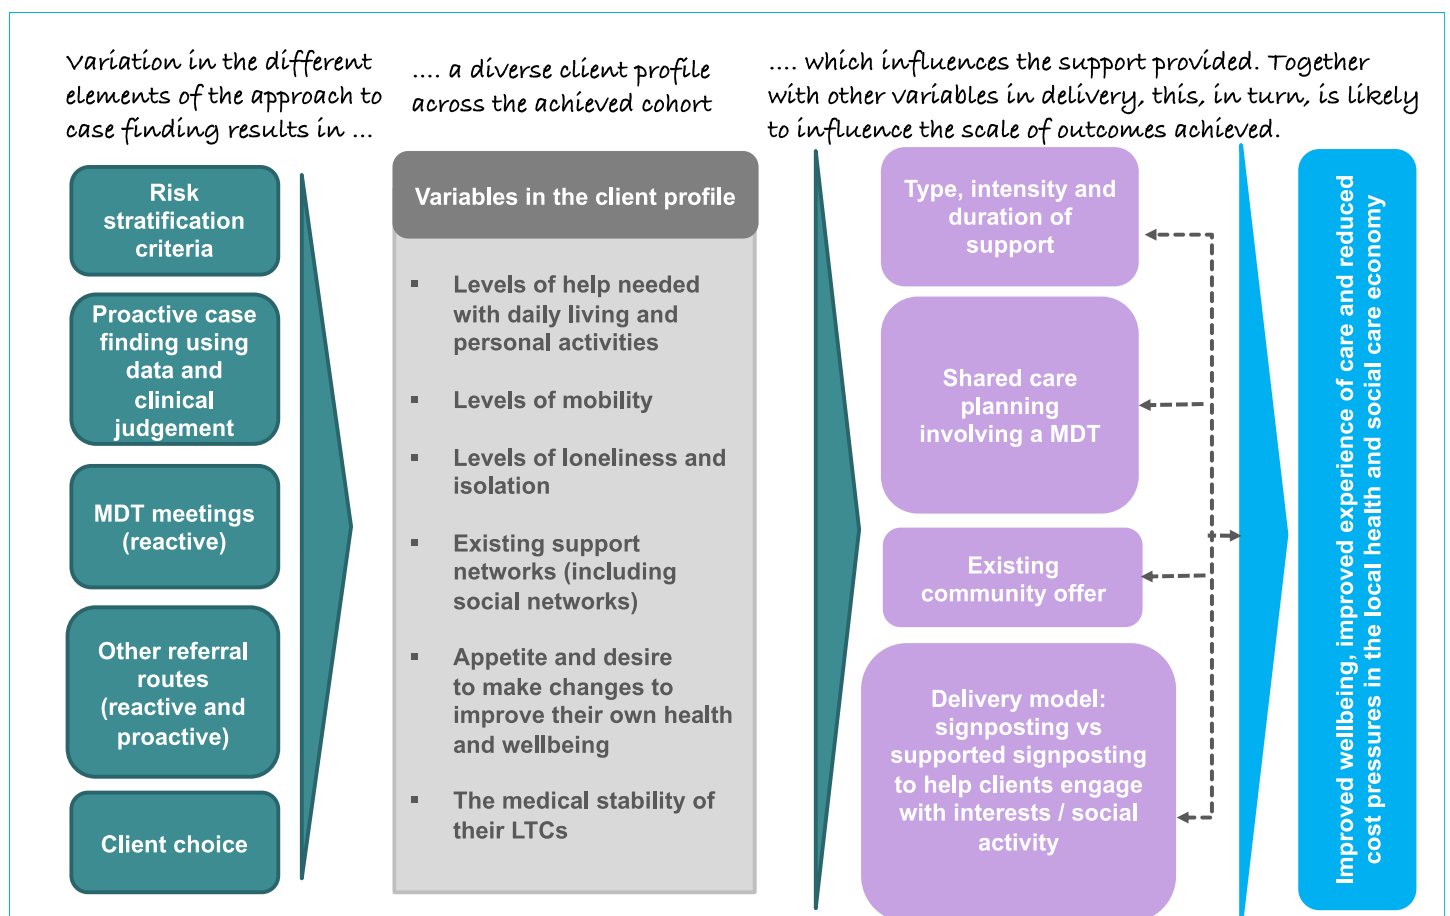 Variation in the different
elements of the approach to
case finding results in ...
.... a diverse client profile
across the achieved cohort
.... which influences the support provided. Together
with other variables in delivery, this, in turn, is likely
to influence the scale of outcomes achieved.
Risk
stratification
criteria
Proactive case
finding using
data and
clinical
judgement
MDT meetings
(reactive)
Other referral
routes
(reactive and
proactive)
Client choice
Variables in the client profile
▪ Levels of help needed
with daily living and
personal activities
▪ Levels of mobility
▪ Levels of loneliness and
isolation
▪ Existing support
networks (including
social networks)
▪ Appetite and desire
to make changes to
improve their own health
and wellbeing
▪ The medical stability of
their LTCs
Type, intensity and
duration of
support
Shared care
planning
involving a MDT
Existing
community offer
Delivery model:
signposting vs
supported signposting
to help clients engage
with interests / social
activity
Improved wellbeing, improved experience of care and reduced
cost pressures in the local health and social care economy